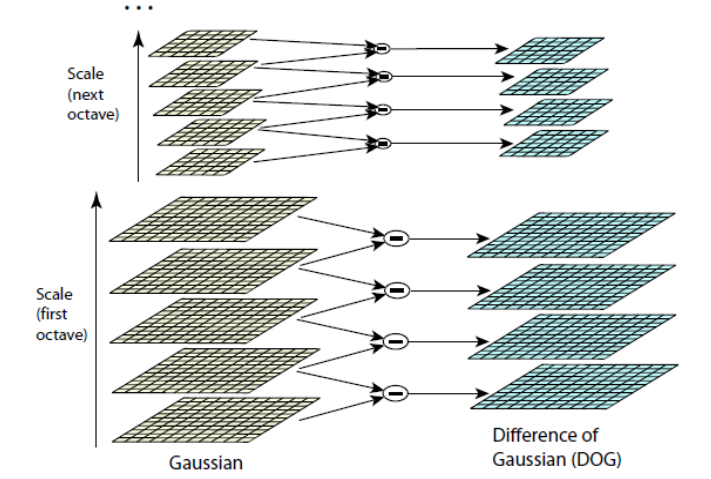 ...
Scale
(next
octave)
Scale
(first
octave)
Gaussian
Difference of
Gaussian (DOG)